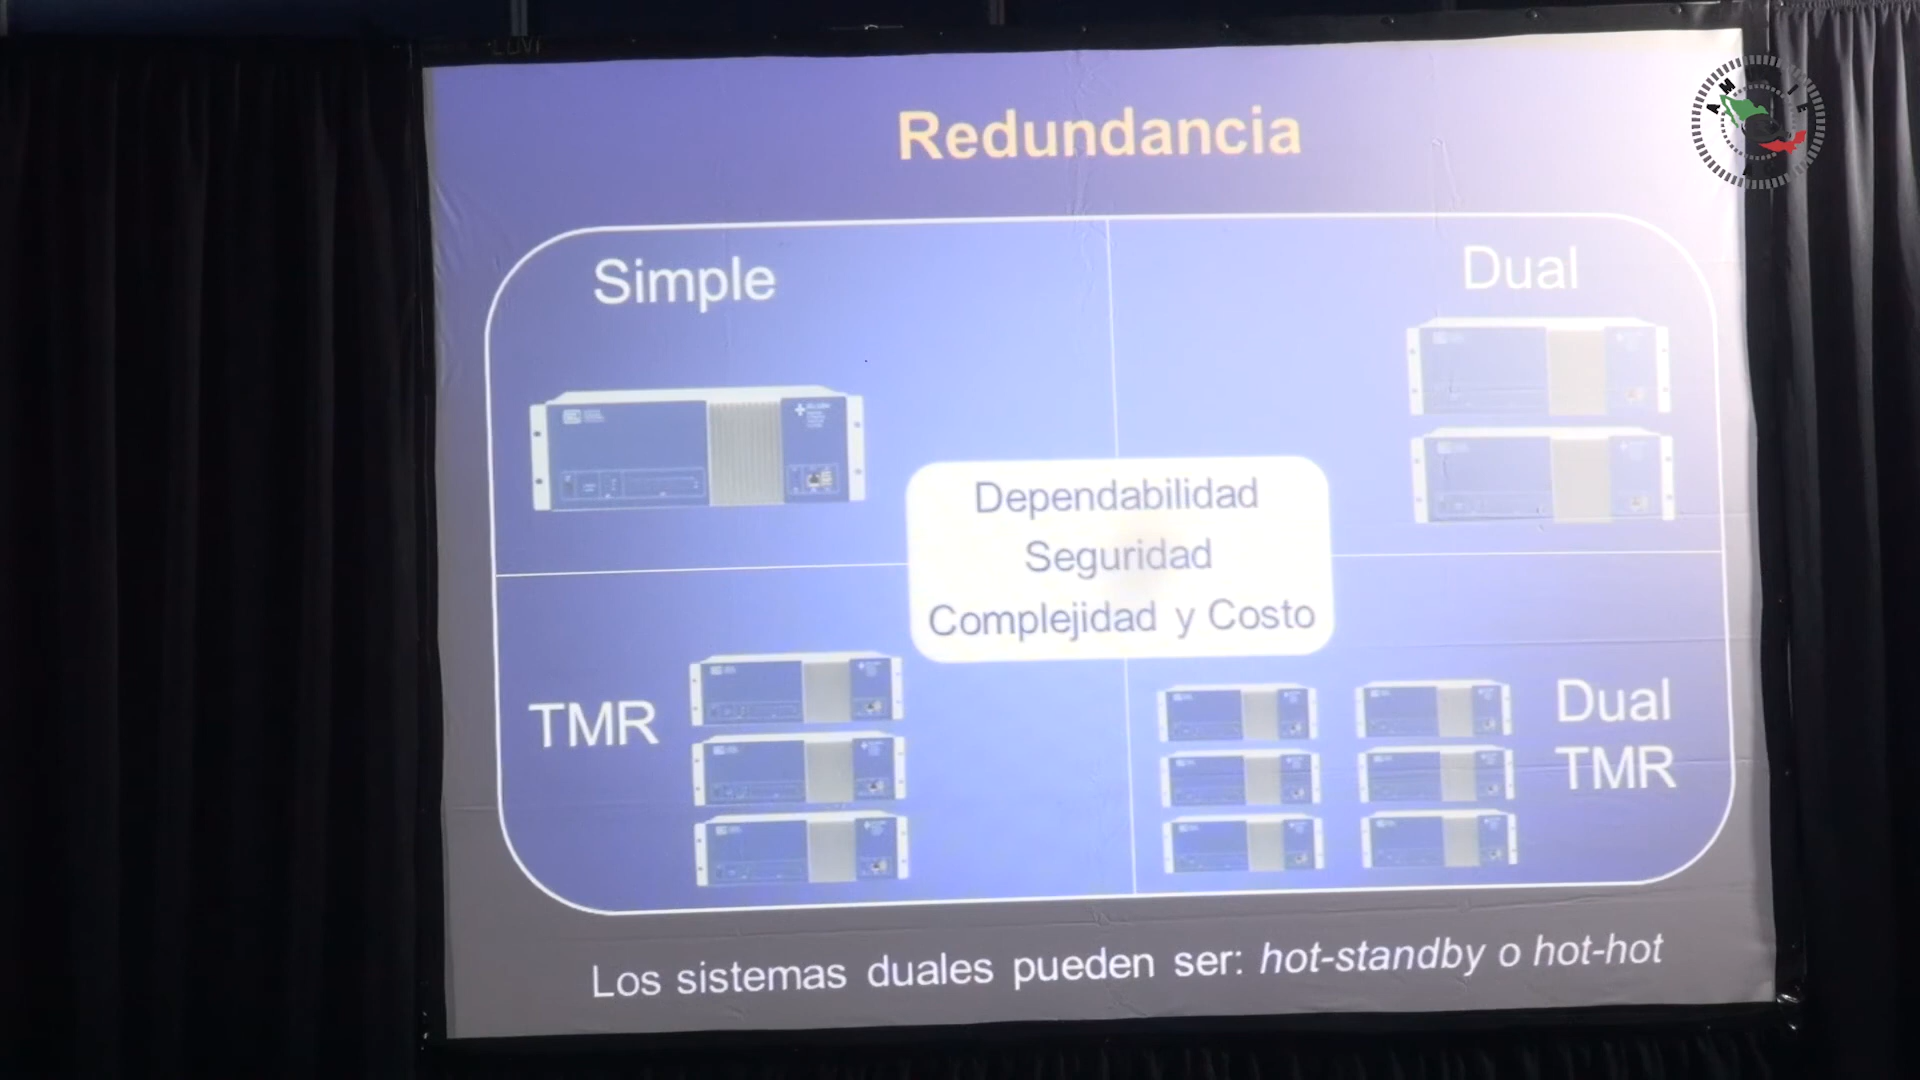 Redundancia
Simple
Dual
Dependabilidad
Seguridad
Complejidad y Costo
TMR
Dual
TMR
Los sistemas duales pueden ser: hot-standby o hot-hot